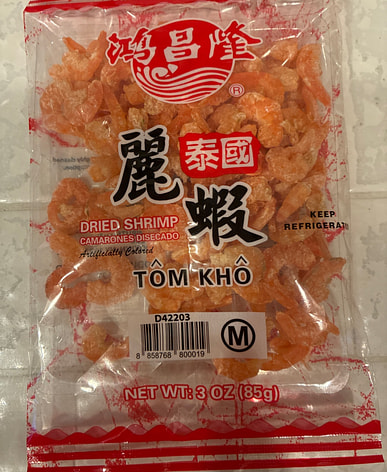 鴻昌隆
®
泰國
麗蝦
DRIED SHRIMP
CAMARONES DISECADO
Artificially Colored
KEEP
REFRIGERAT
TÔM KHÔ
D42203
8 858768 800019
M
NET WT: 3 OZ (85g)